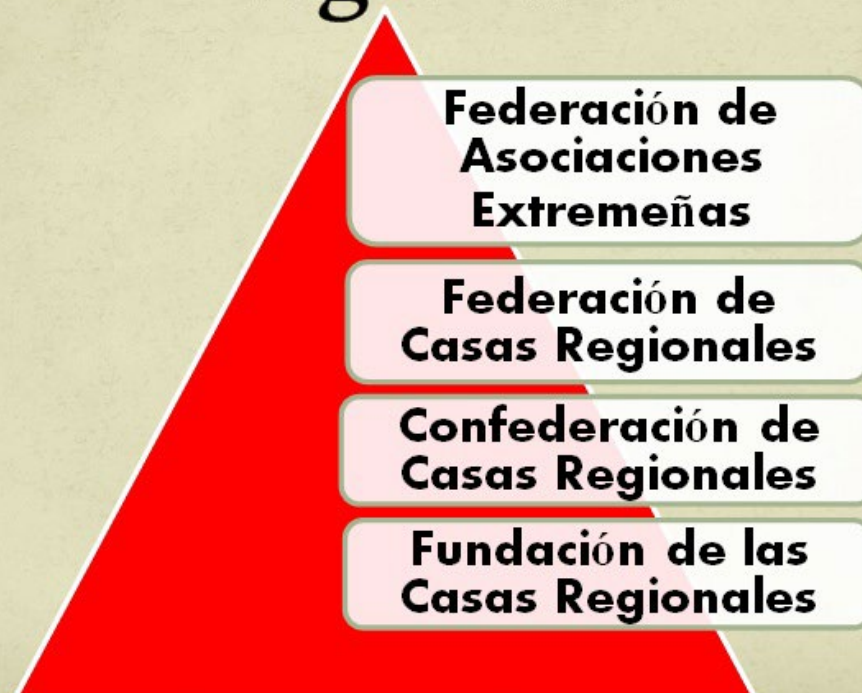 Federación de
Asociaciones
Extremeñas
Federación de
Casas Regionales
Confederación de
Casas Regionales
Fundación de las
Casas Regionales